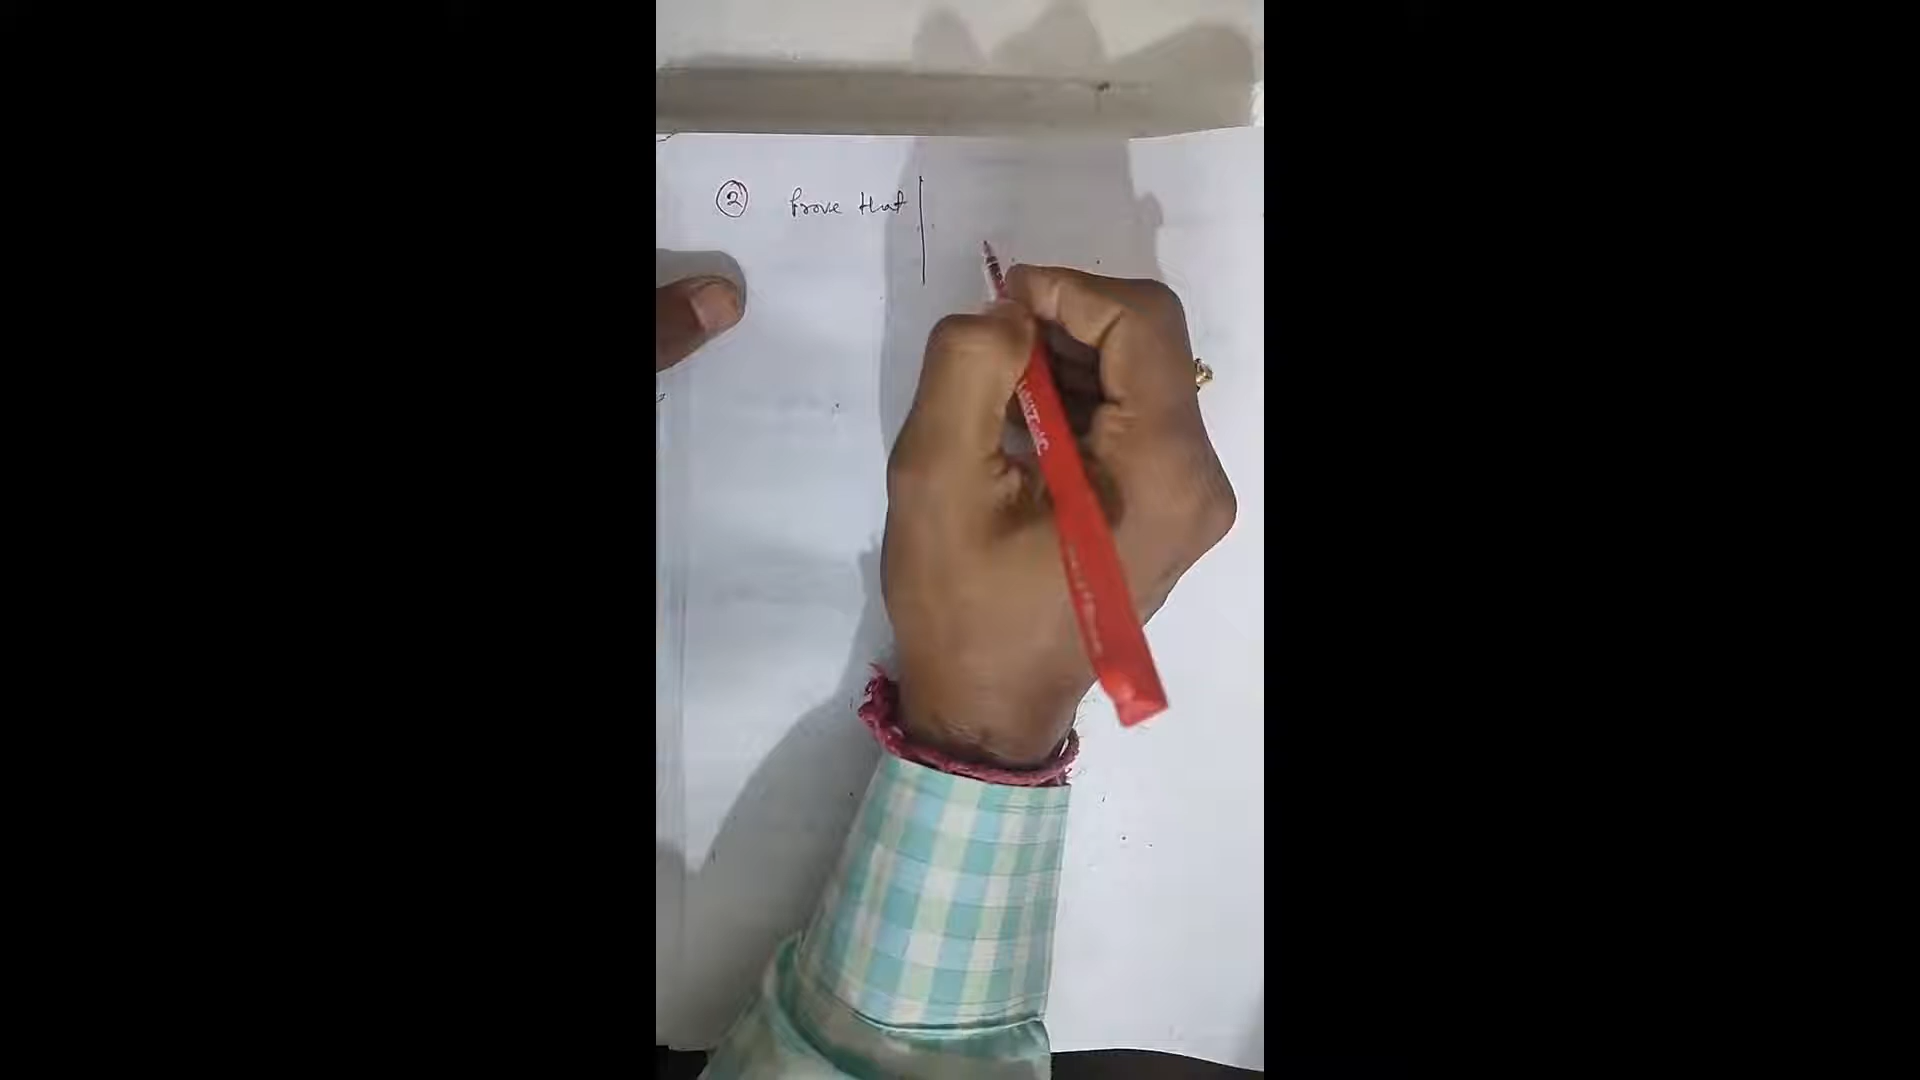 ② Prove that |